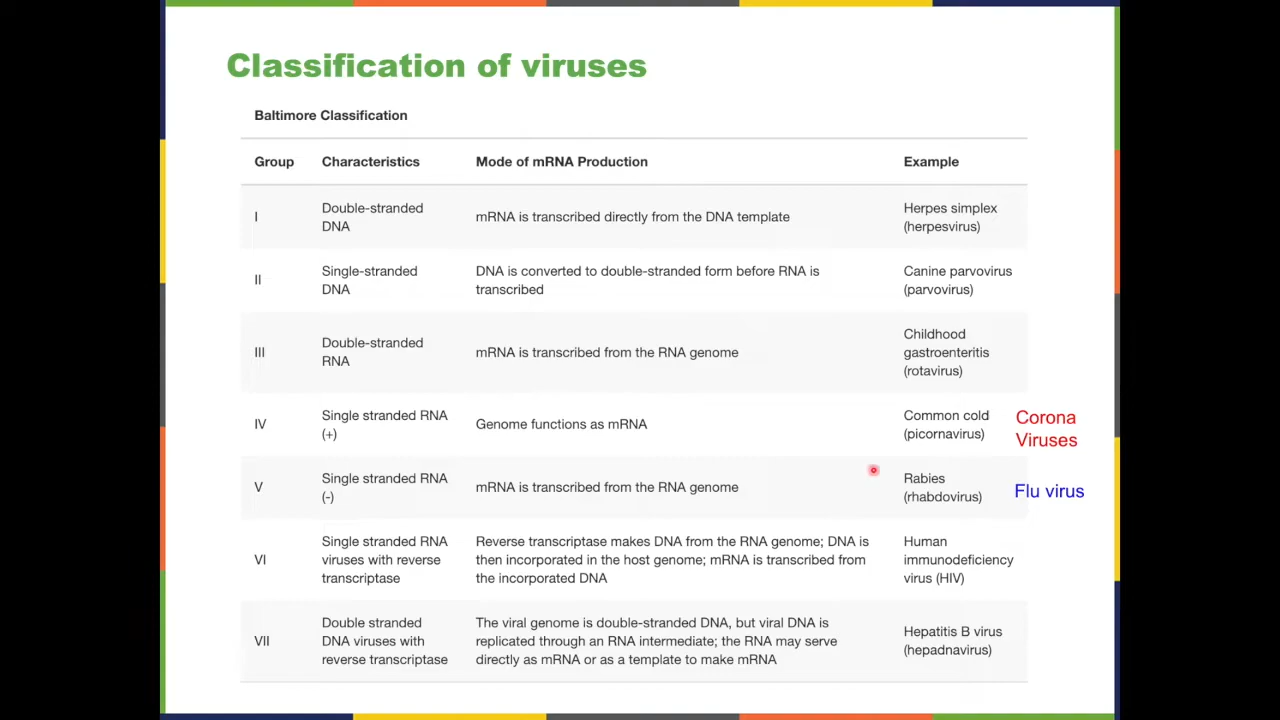 Classification of viruses
Baltimore Classification
Group Characteristics Mode of mRNA Production Example
I
Double-stranded
DNA
mRNA is transcribed directly from the DNA template
Herpes simplex
(herpesvirus)
II
Single-stranded
DNA
DNA is converted to double-stranded form before RNA is
transcribed
Canine parvovirus
(parvovirus)
III
Double-stranded
RNA
mRNA is transcribed from the RNA genome
Childhood
gastroenteritis
(rotavirus)
IV
Single stranded RNA
(+)
Genome functions as mRNA
Common cold
(picornavirus)
Corona
Viruses
V
Single stranded RNA
(-)
mRNA is transcribed from the RNA genome
Rabies
(rhabdovirus)
Flu virus
VI
Single stranded RNA
viruses with reverse
transcriptase
Reverse transcriptase makes DNA from the RNA genome; DNA is
then incorporated in the host genome; mRNA is transcribed from
the incorporated DNA
Human
immunodeficiency
virus (HIV)
VII
Double stranded
DNA viruses with
reverse transcriptase
The viral genome is double-stranded DNA, but viral DNA is
replicated through an RNA intermediate; the RNA may serve
directly as mRNA or as a template to make mRNA
Hepatitis B virus
(hepadnavirus)